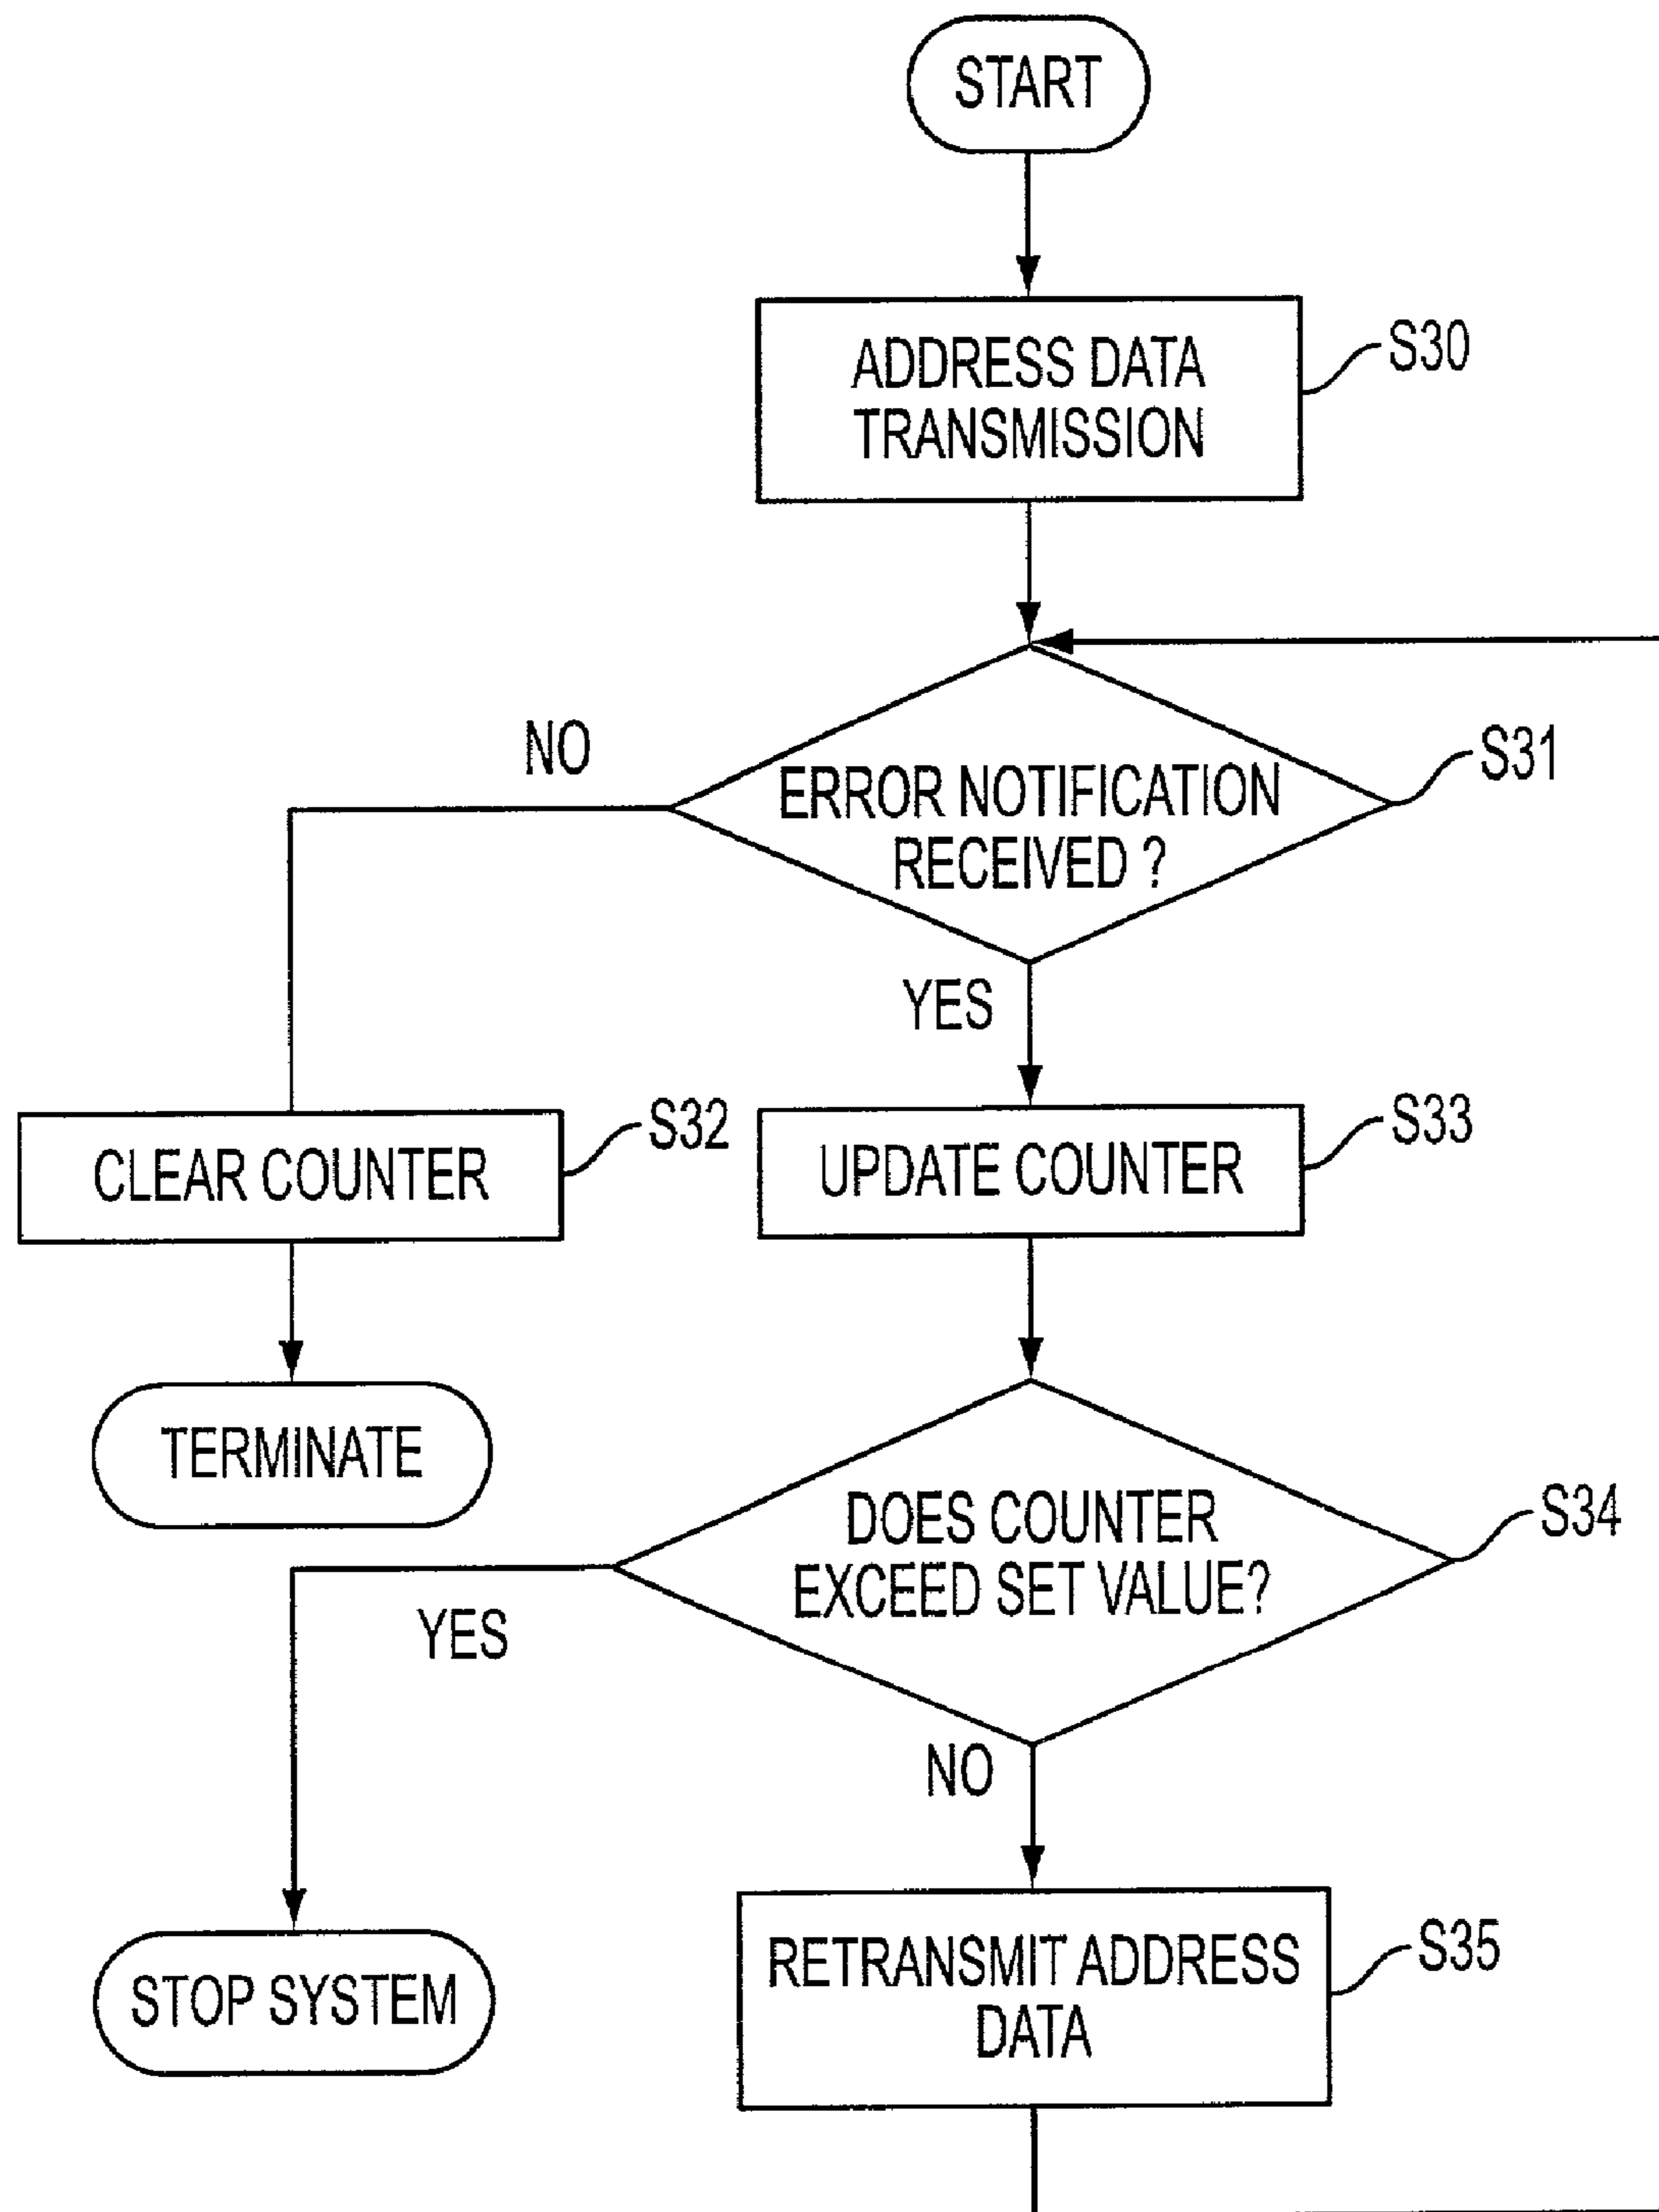 START
ADDRESS DATA
TRANSMISSION
S30
NO
ERROR NOTIFICATION
RECEIVED ?
S31
YES
CLEAR COUNTER
S32
UPDATE COUNTER
S33
TERMINATE
DOES COUNTER
EXCEED SET VALUE?
S34
YES
NO
STOP SYSTEM
RETRANSMIT ADDRESS
DATA
S35